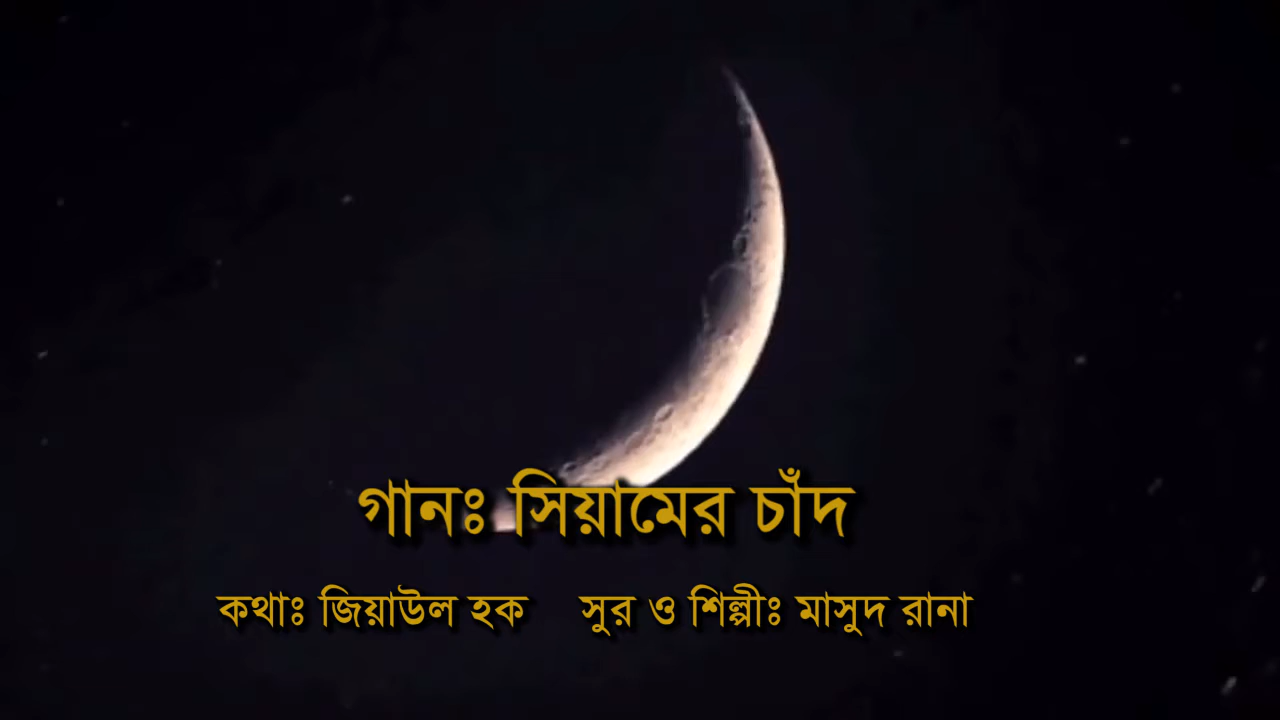 গানঃ সিয়ামের চাঁদ
কথাঃ জিয়াউল হক সুর ও শিল্পীঃ মাসুদ রানা